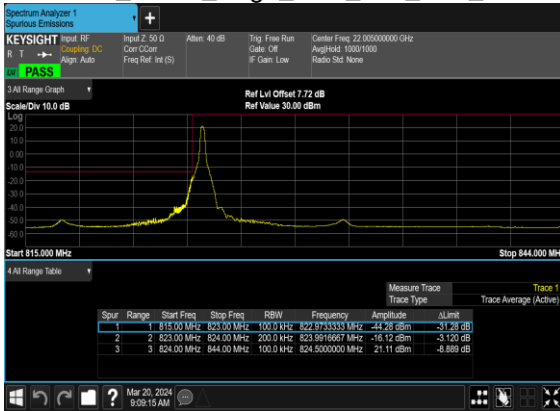 Spectrum Analyzer 1
Spurious Emissions
+
KEYSIGHT Input: RF Input Z: 50 Ω Atten: 40 dB Trig: Free Run Center Freq: 22.005000000 GHz
R T Coupling: DC Corr CCorr Gate: Off Avg|Hold: 1000/1000
Align: Auto Freq Ref: Int (S) IF Gain: Low Radio Std: None
PASS
3 All Range Graph
Ref Lvl Offset 7.72 dB
Scale/Div 10.0 dB Ref Value 30.00 dBm
Log
20.0
10.0
0.00
-10.0
-20.0
-30.0
-40.0
-50.0
-60.0
Start 815.000 MHz Stop 844.000 MH
4 All Range Table
Measure Trace Trace 1
Trace Type Trace Average (Active)
Spur Range Start Freq Stop Freq RBW Frequency Amplitude ΔLimit
1 1 815.00 MHz 823.00 MHz 100.0 kHz 822.9733333 MHz -44.28 dBm -31.28 dB
2 2 823.00 MHz 824.00 MHz 200.0 kHz 823.9916667 MHz -16.12 dBm -3.120 dB
3 3 824.00 MHz 844.00 MHz 100.0 kHz 824.5000000 MHz 21.11 dBm -8.889 dB
? Mar 20, 2024
9:09:15 AM